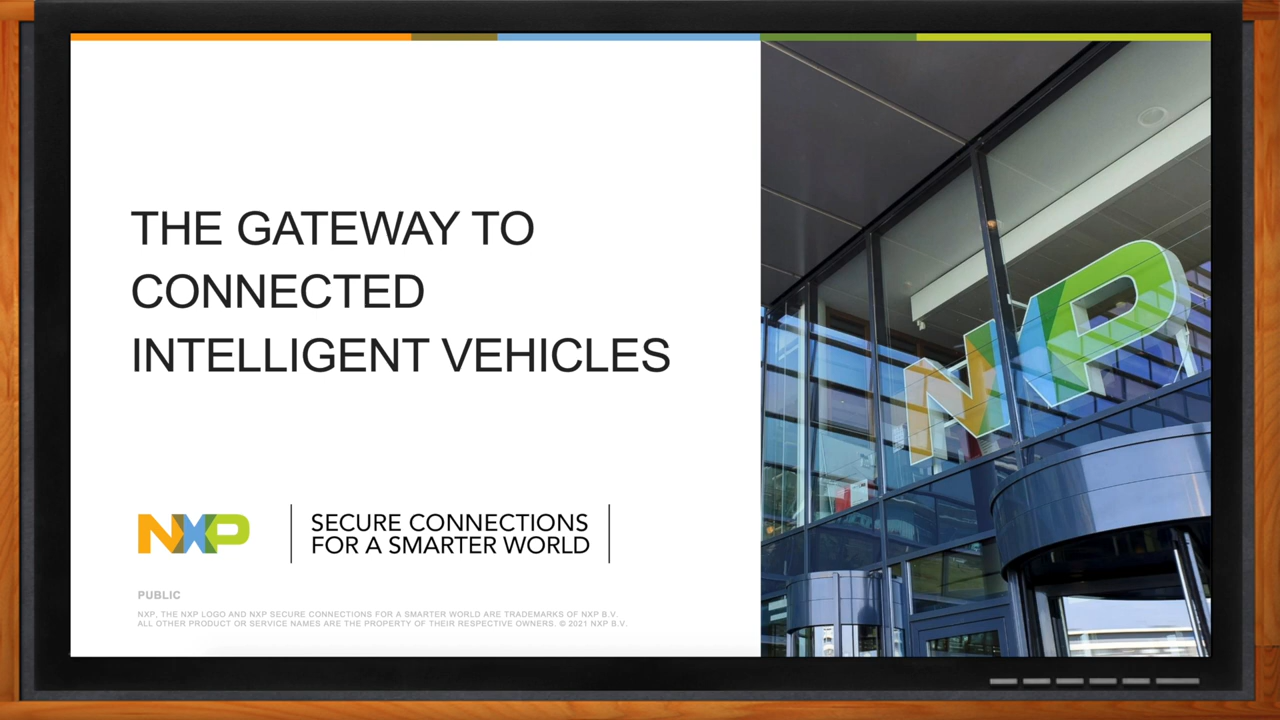 THE GATEWAY TO
CONNECTED
INTELLIGENT VEHICLES
NXP
SECURE CONNECTIONS
FOR A SMARTER WORLD
PUBLIC
NXP, THE NXP LOGO AND NXP SECURE CONNECTIONS FOR A SMARTER WORLD ARE TRADEMARKS OF NXP B.V.
ALL OTHER PRODUCT OR SERVICE NAMES ARE THE PROPERTY OF THEIR RESPECTIVE OWNERS. © 2021 NXP B.V.
NXP